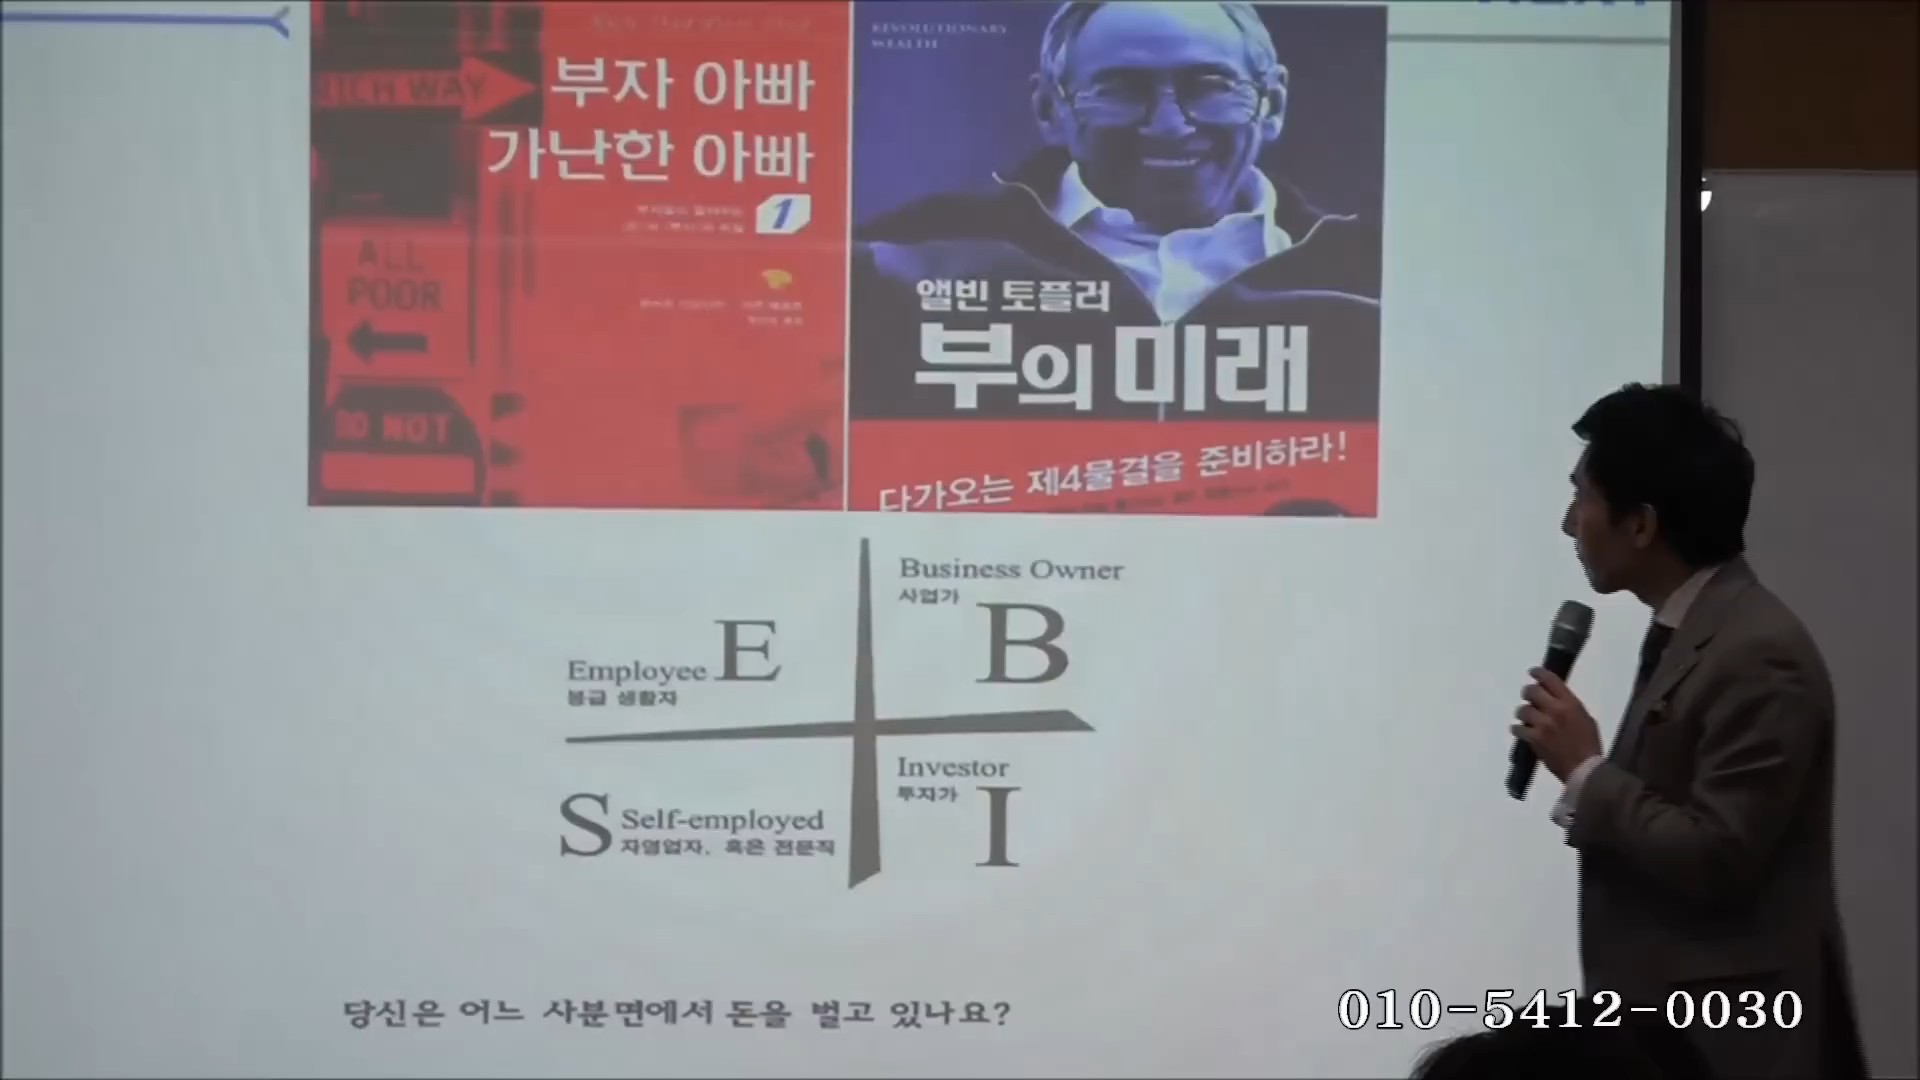 REVOLUTIONARY
WEALTH
RICH WAY
부자 아빠
가난한 아빠
1
ALL
POOR
DO NOT
앨빈 토플러
부의 미래
다가오는 제4물결을 준비하라!
Business Owner
사업가
B
Employee E
봉급 생활자
Investor
투자가
I
S Self-employed
자영업자, 혹은 전문직
당신은 어느 사분면에서 돈을 벌고 있나요?
010-5412-0030